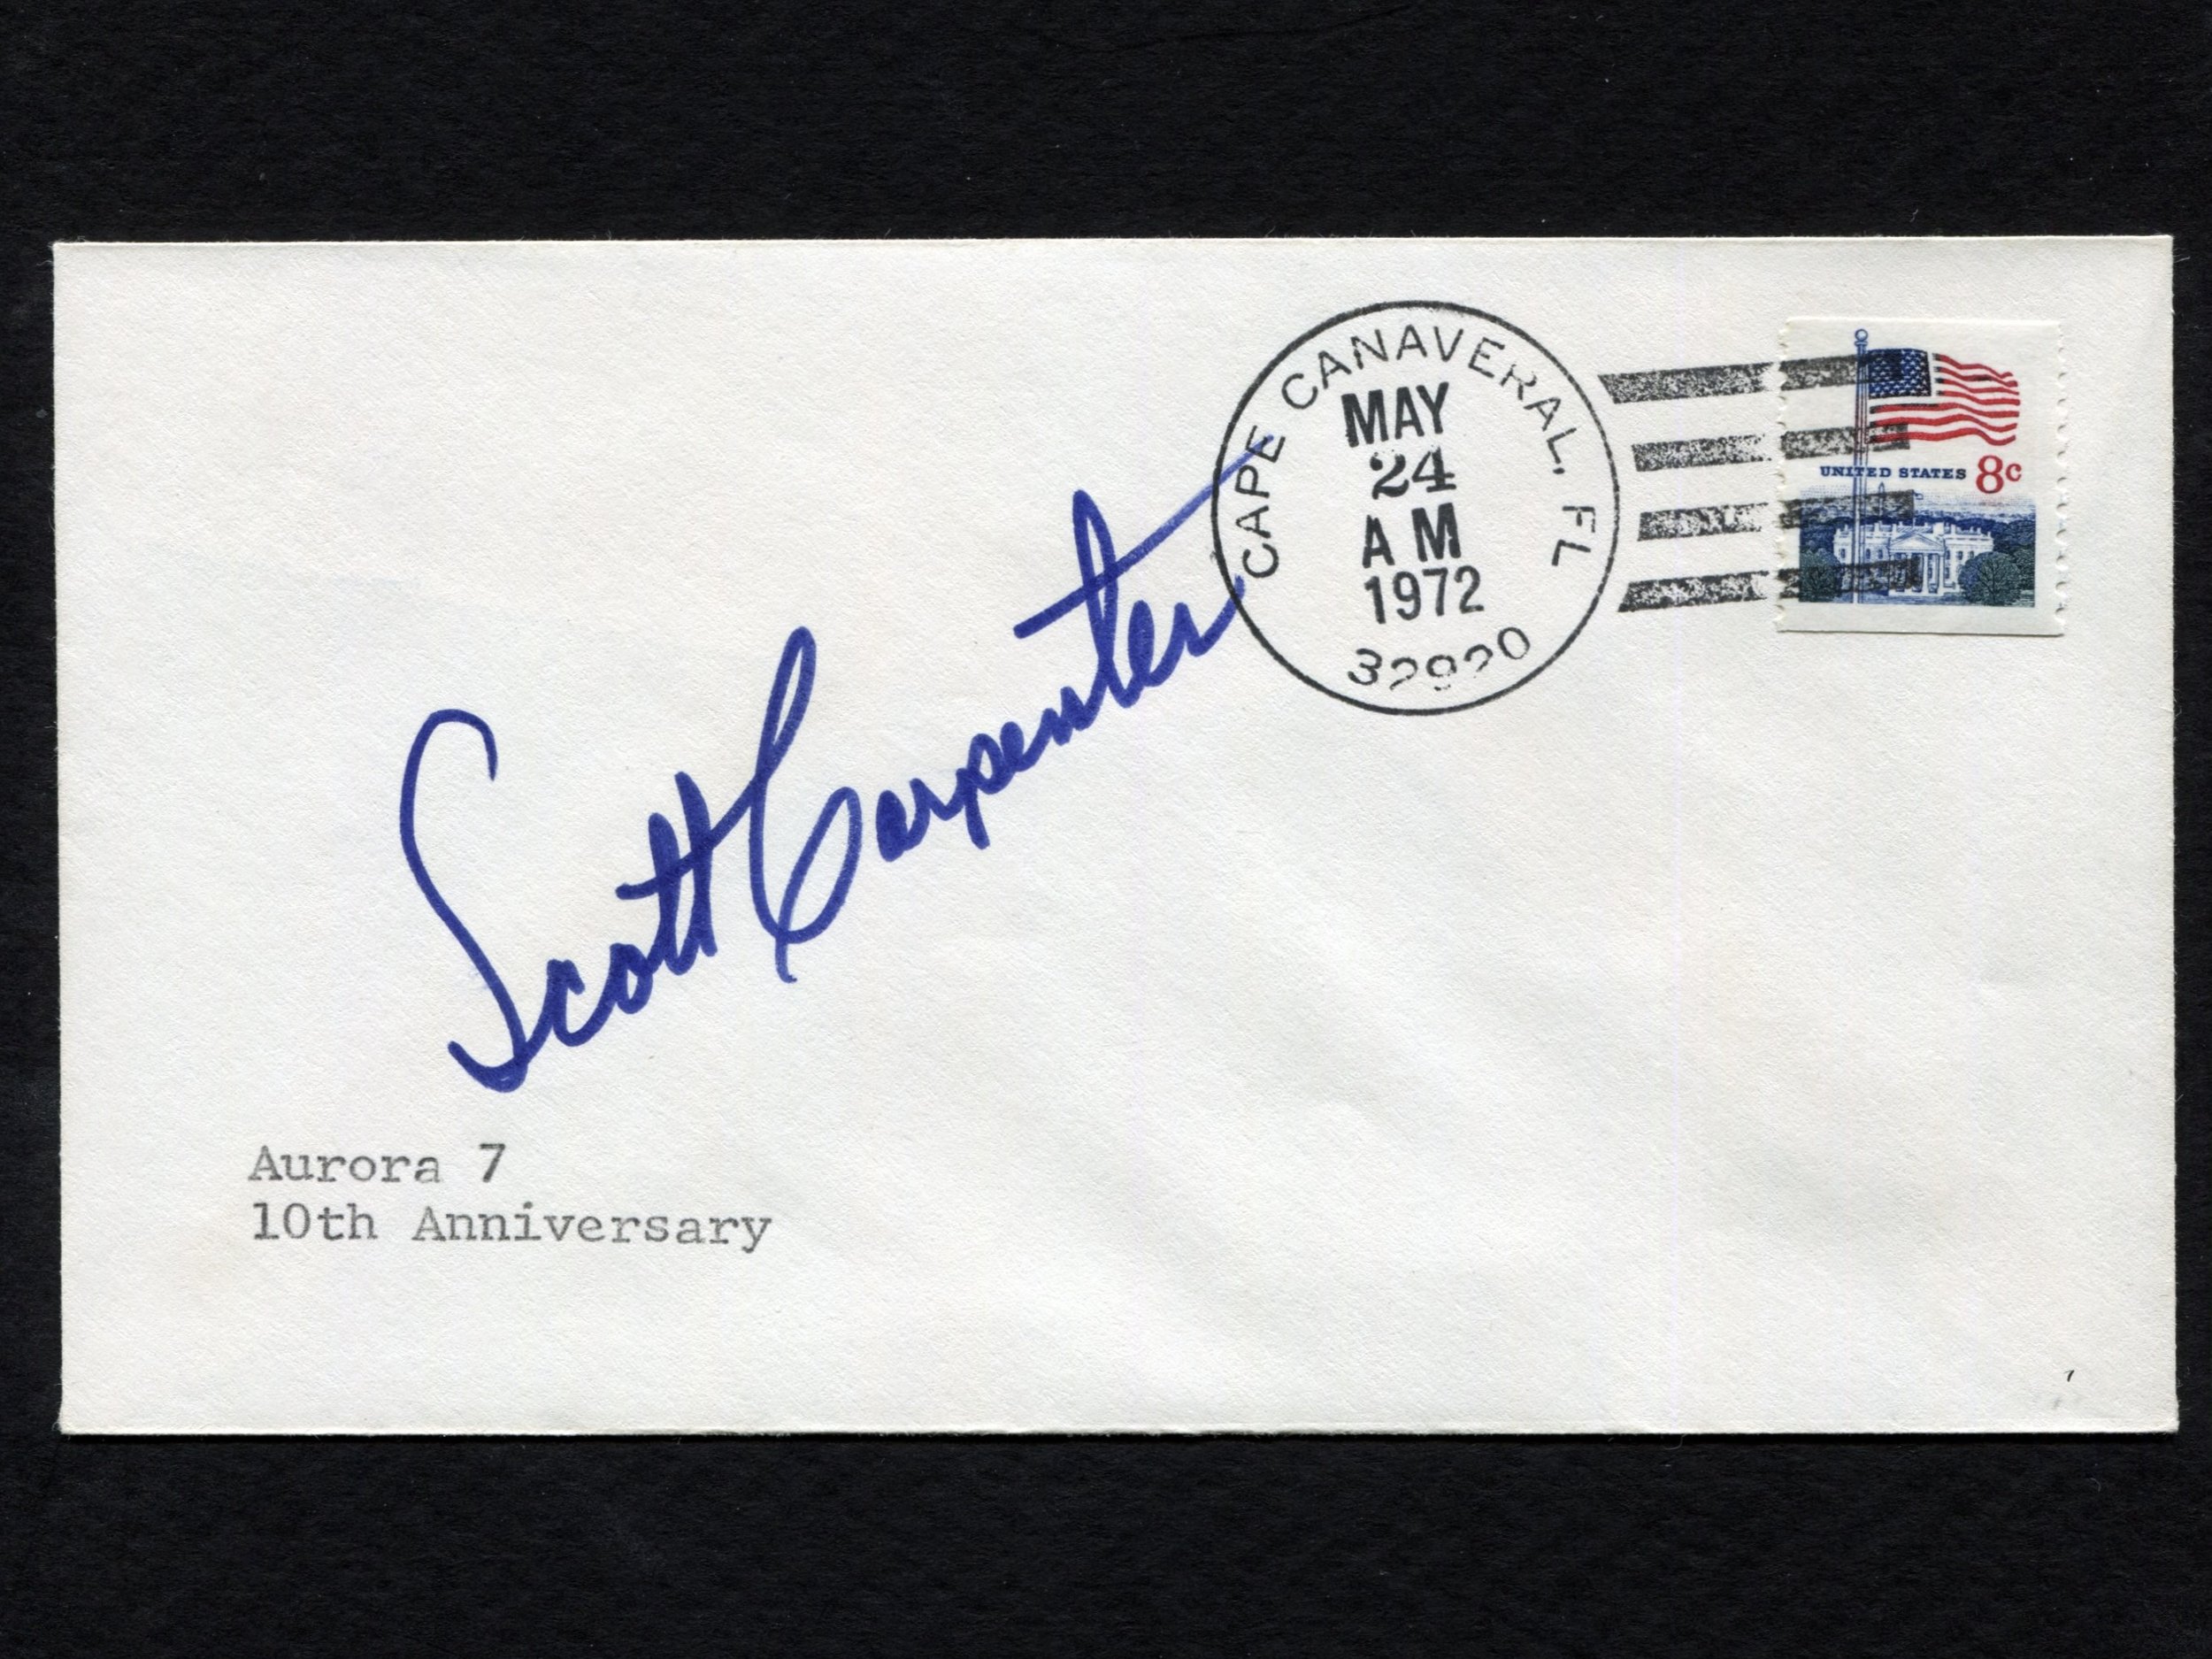 CAPE CANAVERAL, FL
MAY
24
AM
1972
32920
UNITED STATES 8c
Scott Carpenter
Aurora 7
10th Anniversary